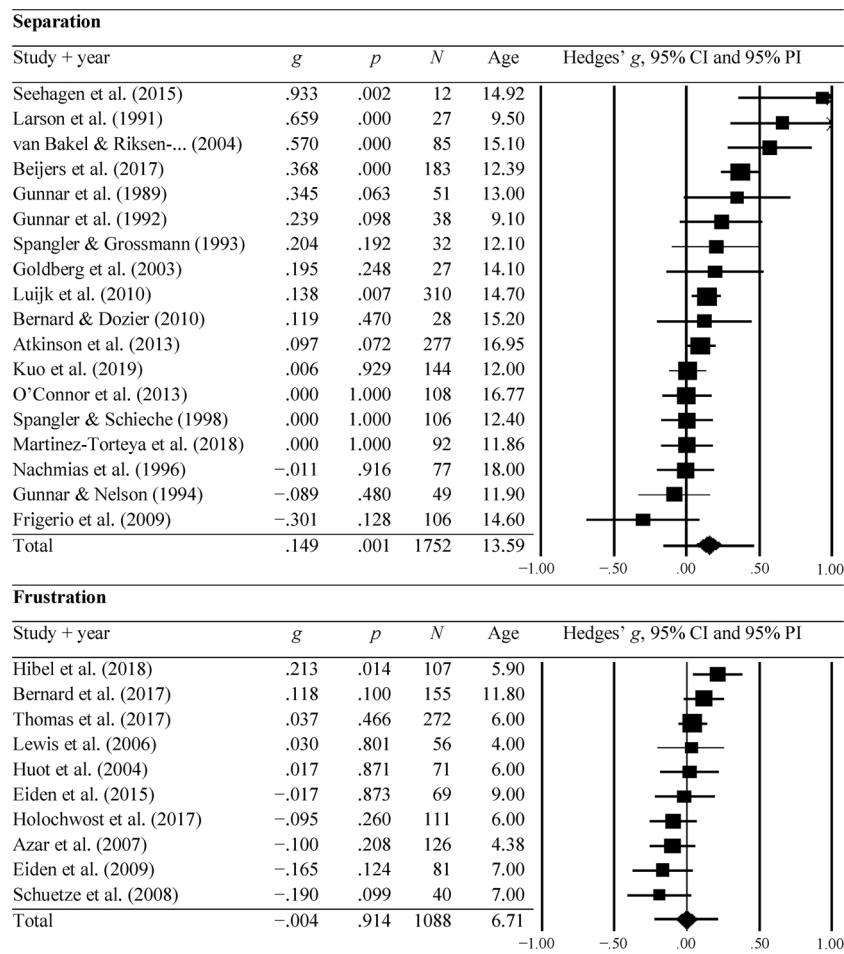 Separation
Study + year g p N Age Hedges’ g, 95% CI and 95% PI
Seehagen et al. (2015) .933 .002 12 14.92
Larson et al. (1991) .659 .000 27 9.50
van Bakel & Riksen-... (2004) .570 .000 85 15.10
Beijers et al. (2017) .368 .000 183 12.39
Gunnar et al. (1989) .345 .063 51 13.00
Gunnar et al. (1992) .239 .098 38 9.10
Spangler & Grossmann (1993) .204 .192 32 12.10
Goldberg et al. (2003) .195 .248 27 14.10
Luijk et al. (2010) .138 .007 310 14.70
Bernard & Dozier (2010) .119 .470 28 15.20
Atkinson et al. (2013) .097 .072 277 16.95
Kuo et al. (2019) .006 .929 144 12.00
O’Connor et al. (2013) .000 1.000 108 16.77
Spangler & Schieche (1998) .000 1.000 106 12.40
Martinez-Torteya et al. (2018) .000 1.000 92 11.86
Nachmias et al. (1996) −.011 .916 77 18.00
Gunnar & Nelson (1994) −.089 .480 49 11.90
Frigerio et al. (2009) −.301 .128 106 14.60
Total .149 .001 1752 13.59
−1.00 −.50 .00 .50 1.00
Frustration
Study + year g p N Age Hedges’ g, 95% CI and 95% PI
Hibel et al. (2018) .213 .014 107 5.90
Bernard et al. (2017) .118 .100 155 11.80
Thomas et al. (2017) .037 .466 272 6.00
Lewis et al. (2006) .030 .801 56 4.00
Huot et al. (2004) .017 .871 71 6.00
Eiden et al. (2015) −.017 .873 69 9.00
Holochwost et al. (2017) −.095 .260 111 6.00
Azar et al. (2007) −.100 .208 126 4.38
Eiden et al. (2009) −.165 .124 81 7.00
Schuetze et al. (2008) −.190 .099 40 7.00
Total −.004 .914 1088 6.71
−1.00 −.50 .00 .50 1.00